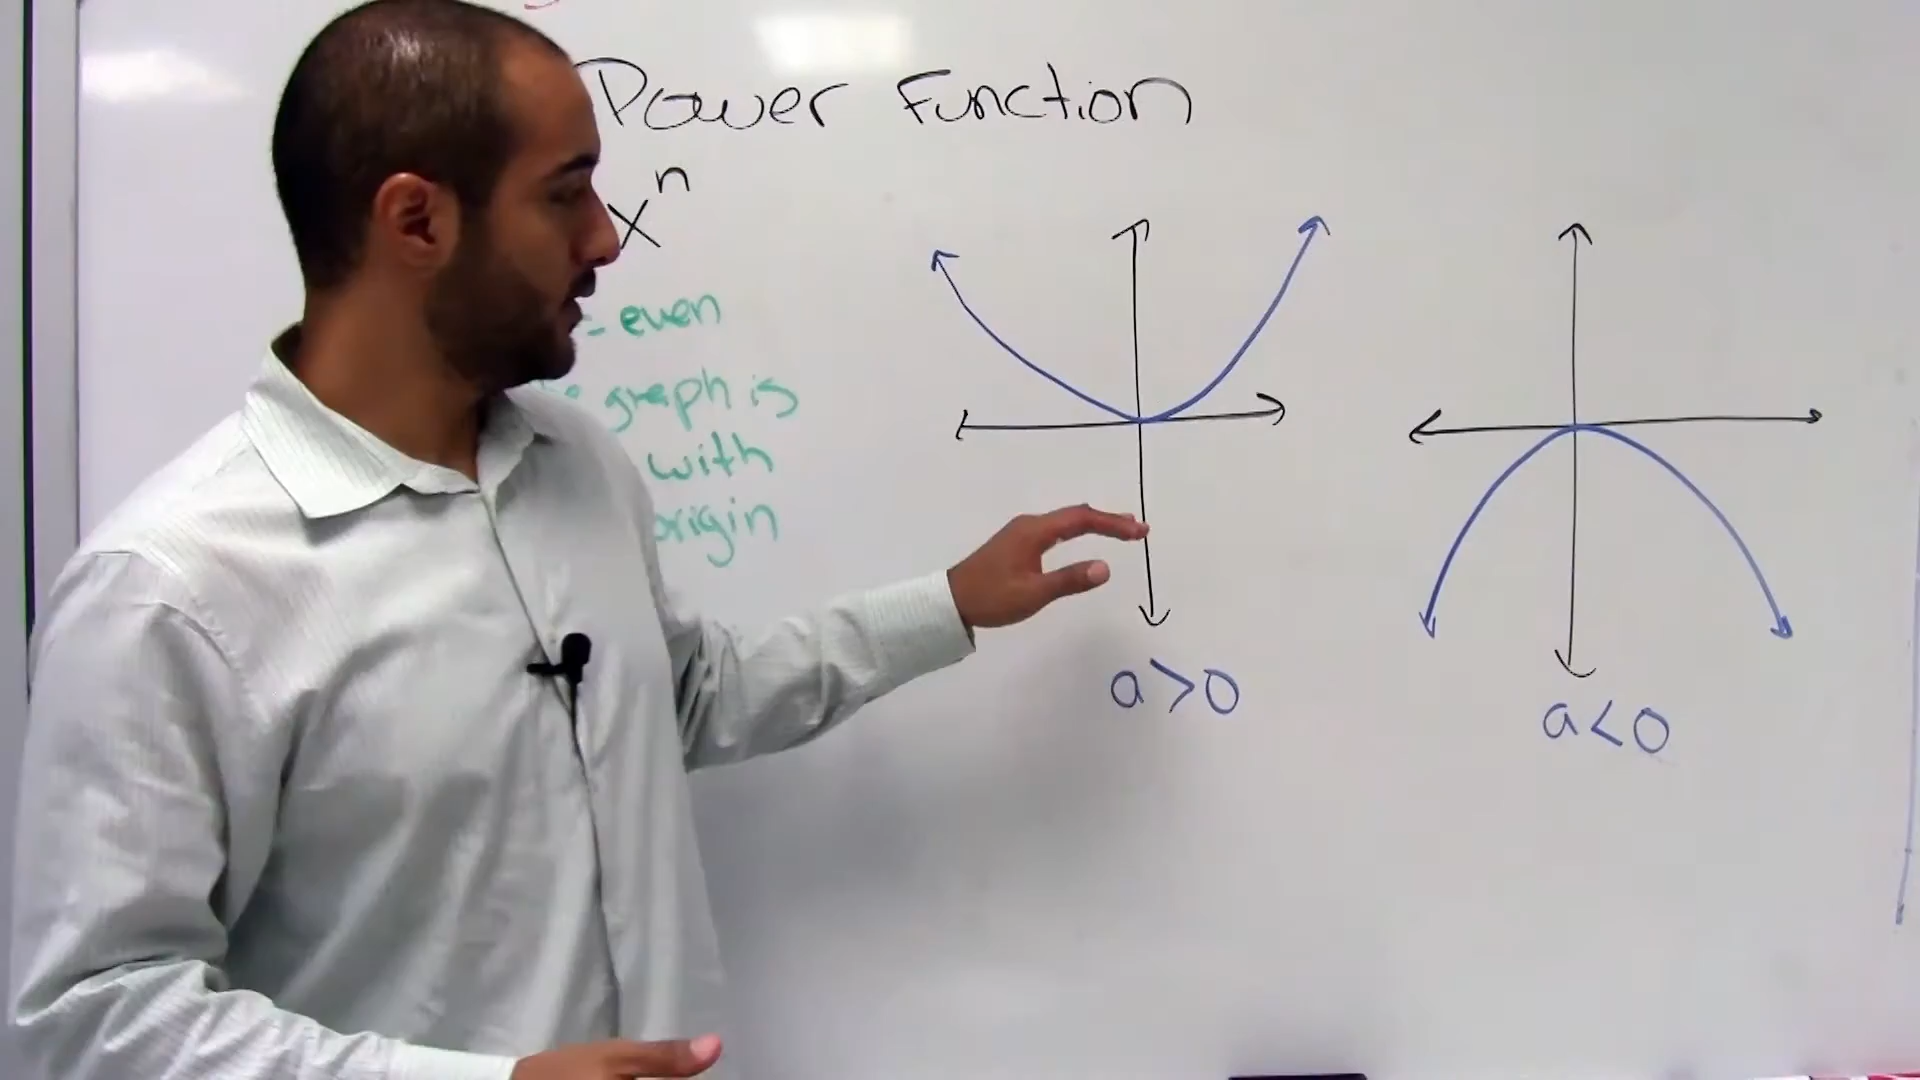 Power Function
x^n
= even
graph is
with
origin
a>0
a<0